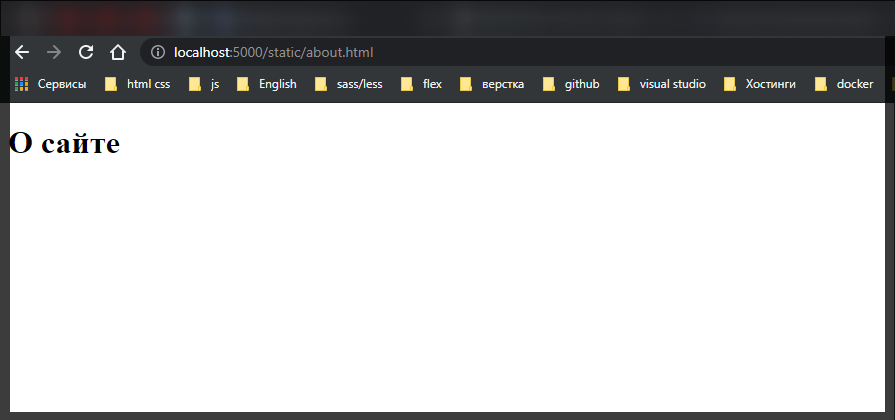 localhost:5000/static/about.html
Сервисы html css js English sass/less flex верстка github visual studio Хостинги docker
О сайте